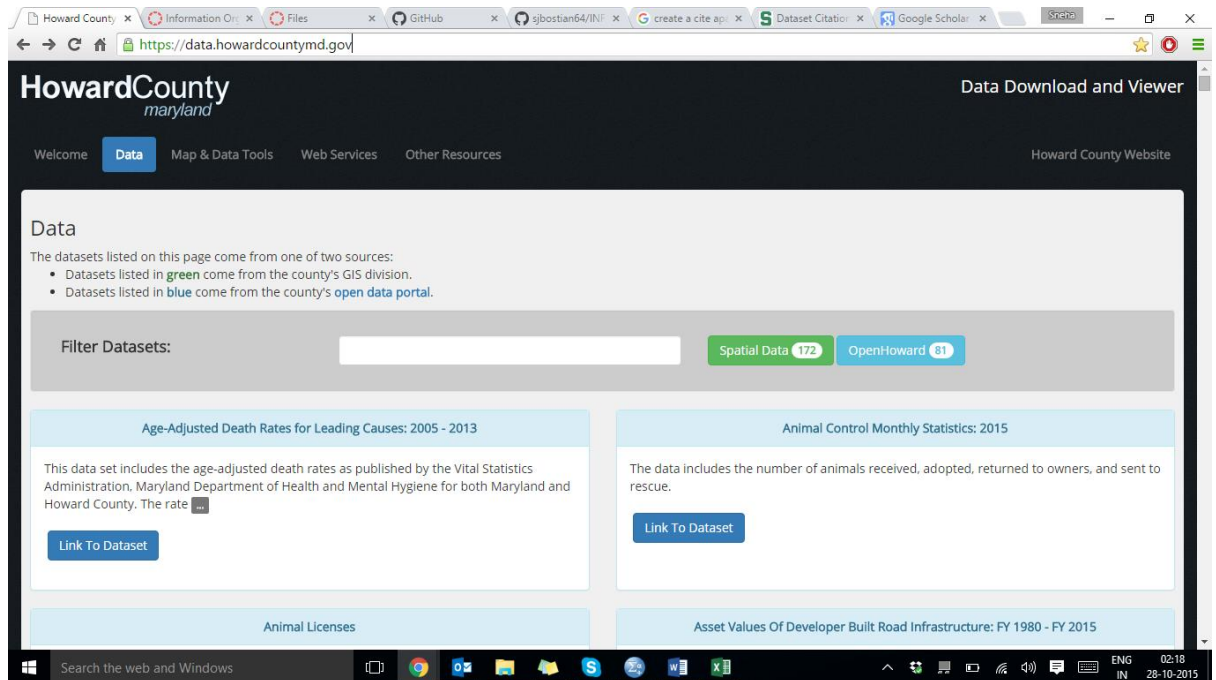 Howard County
Information Or
Files
GitHub
sjbostian64/INF
create a cite apa
Dataset Citation
Google Scholar
Sneha
https://data.howardcountymd.gov
HowardCounty
maryland
Data Download and Viewer
Welcome Data Map & Data Tools Web Services Other Resources Howard County Website
Data
The datasets listed on this page come from one of two sources:
• Datasets listed in green come from the county's GIS division.
• Datasets listed in blue come from the county's open data portal.
Filter Datasets: Spatial Data 172 OpenHoward 81
Age-Adjusted Death Rates for Leading Causes: 2005 - 2013
This data set includes the age-adjusted death rates as published by the Vital Statistics
Administration, Maryland Department of Health and Mental Hygiene for both Maryland and
Howard County. The rate ...
Link To Dataset
Animal Control Monthly Statistics: 2015
The data includes the number of animals received, adopted, returned to owners, and sent to
rescue.
Link To Dataset
Animal Licenses
Asset Values Of Developer Built Road Infrastructure: FY 1980 - FY 2015
Search the web and Windows
ENG
IN
02:18
28-10-2015